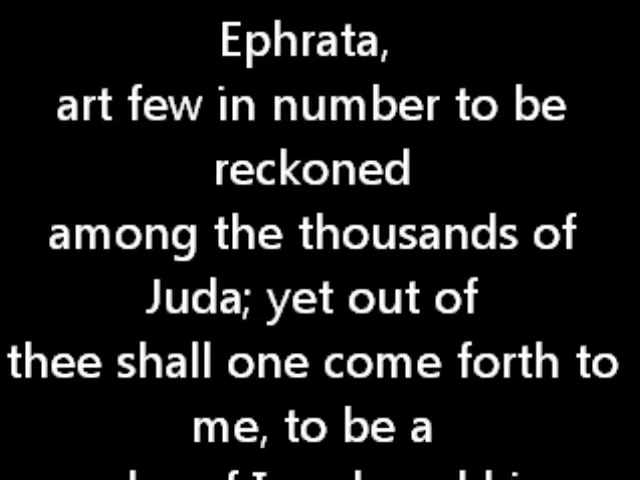 Ephrata,
art few in number to be
reckoned
among the thousands of
Juda; yet out of
thee shall one come forth to
me, to be a